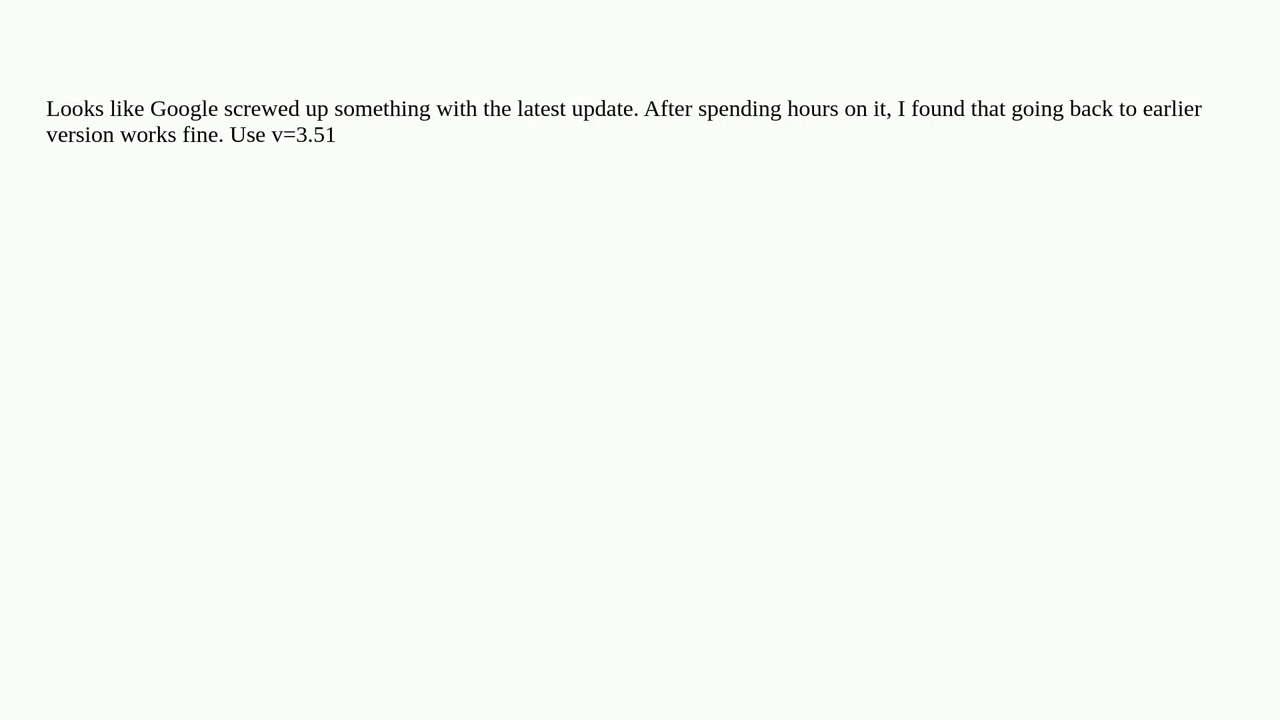 Looks like Google screwed up something with the latest update. After spending hours on it, I found that going back to earlier
version works fine. Use v=3.51